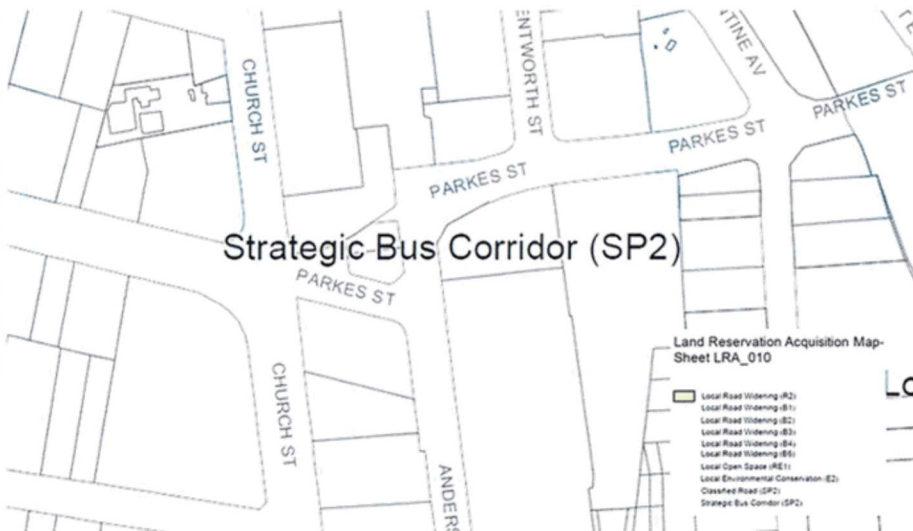 ENTWORTH ST
TINE AV
CHURCH ST
PARKES ST
PARKES ST
PARKES ST
Strategic Bus Corridor (SP2)
PARKES ST
CHURCH ST
ANDERS
Land Reservation Acquisition Map-
Sheet LRA_010
Lo
Local Road Widening (R2)
Local Road Widening (B1)
Local Road Widening (B2)
Local Road Widening (B3)
Local Road Widening (B4)
Local Road Widening (B5)
Local Open Space (RE1)
Local Environmental Conservation (E2)
Classified Road (SP2)
Strategic Bus Corridor (SP2)